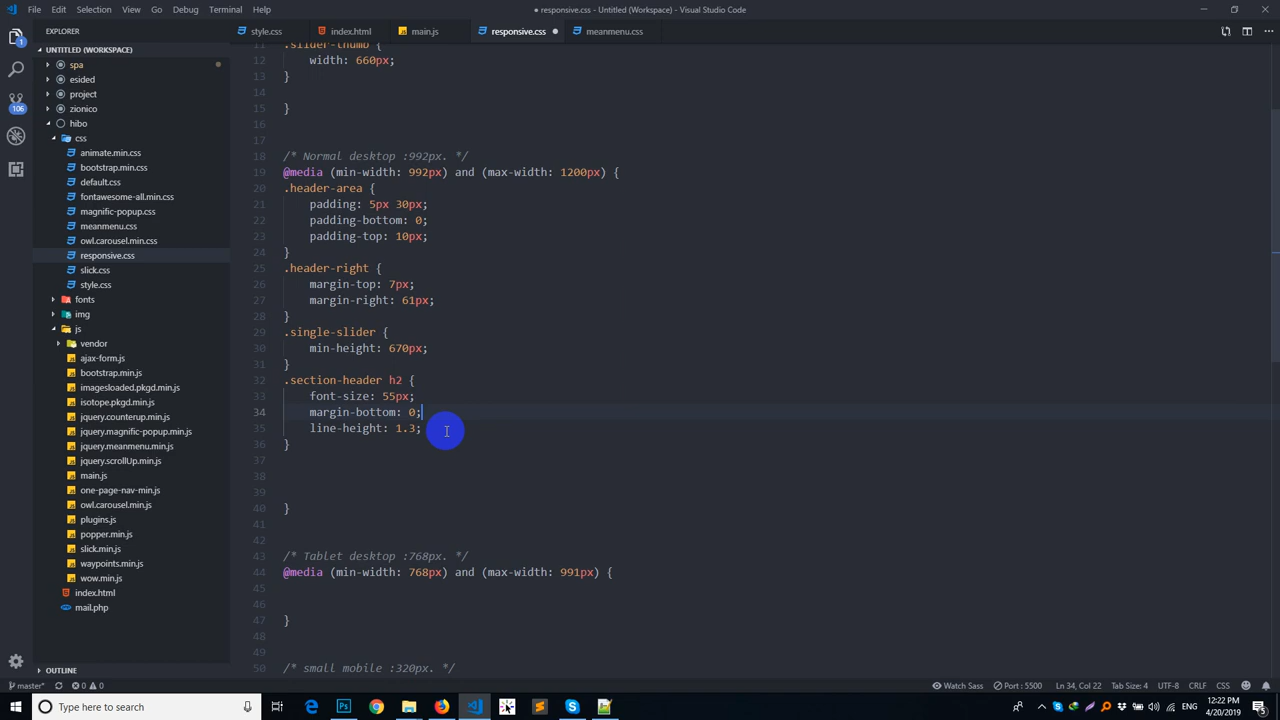 File Edit Selection View Go Debug Terminal Help
● responsive.css - Untitled (Workspace) - Visual Studio Code
EXPLORER
UNTITLED (WORKSPACE)
spa
esided
project
zionico
hibo
css
animate.min.css
bootstrap.min.css
default.css
fontawesome-all.min.css
magnific-popup.css
meanmenu.css
owl.carousel.min.css
responsive.css
slick.css
style.css
fonts
img
js
vendor
ajax-form.js
bootstrap.min.js
imagesloaded.pkgd.min.js
isotope.pkgd.min.js
jquery.counterup.min.js
jquery.magnific-popup.min.js
jquery.meanmenu.min.js
jquery.scrollUp.min.js
main.js
one-page-nav-min.js
owl.carousel.min.js
plugins.js
popper.min.js
slick.min.js
waypoints.min.js
wow.min.js
index.html
mail.php
OUTLINE
1
106
style.css index.html main.js responsive.css ● meanmenu.css
11 .slider-thumb {
12 width: 660px;
13 }
14
15 }
16
17
18 /* Normal desktop :992px. */
19 @media (min-width: 992px) and (max-width: 1200px) {
20 .header-area {
21 padding: 5px 30px;
22 padding-bottom: 0;
23 padding-top: 10px;
24 }
25 .header-right {
26 margin-top: 7px;
27 margin-right: 61px;
28 }
29 .single-slider {
30 min-height: 670px;
31 }
32 .section-header h2 {
33 font-size: 55px;
34 margin-bottom: 0;
35 line-height: 1.3;
36 }
37
38
39
40 }
41
42
43 /* Tablet desktop :768px. */
44 @media (min-width: 768px) and (max-width: 991px) {
45
46
47 }
48
49
50 /* small mobile :320px. */
master* 0 0
Watch Sass Port : 5500 Ln 34, Col 22 Tab Size: 4 UTF-8 CRLF CSS
Type here to search
ENG
12:22 PM
4/20/2019